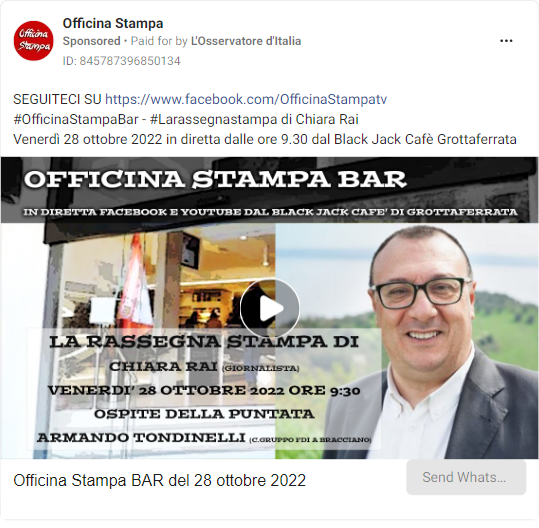 Officina Stampa
Officina
Stampa
Sponsored • Paid for by L'Osservatore d'Italia
ID: 845787396850134
SEGUITECI SU https://www.facebook.com/OfficinaStampatv
#OfficinaStampaBar - #Larassegnastampa di Chiara Rai
Venerdì 28 ottobre 2022 in diretta dalle ore 9.30 dal Black Jack Cafè Grottaferrata
OFFICINA STAMPA BAR
IN DIRETTA FACEBOOK E YOUTUBE DAL BLACK JACK CAFE' DI GROTTAFERRATA
LA RASSEGNA STAMPA DI
CHIARA RAI (GIORNALISTA)
VENERDI' 28 OTTOBRE 2022 ORE 9:30
OSPITE DELLA PUNTATA
ARMANDO TONDINELLI (C.GRUPPO FDI A BRACCIANO)
Officina Stampa BAR del 28 ottobre 2022
Send Whats...